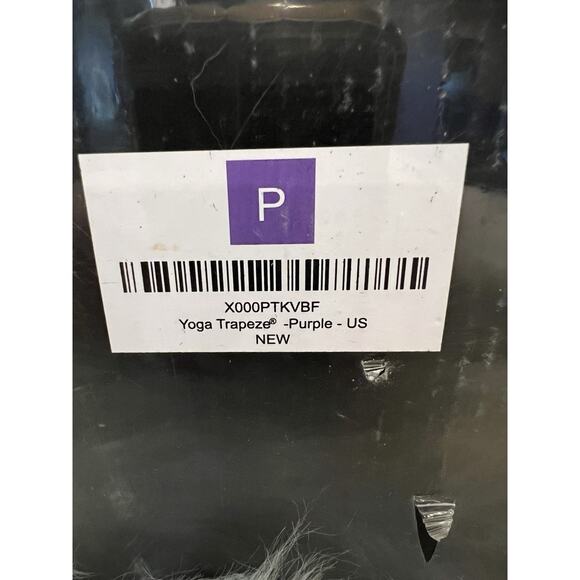 P
X000PTKVBF
Yoga Trapeze® -Purple - US
NEW